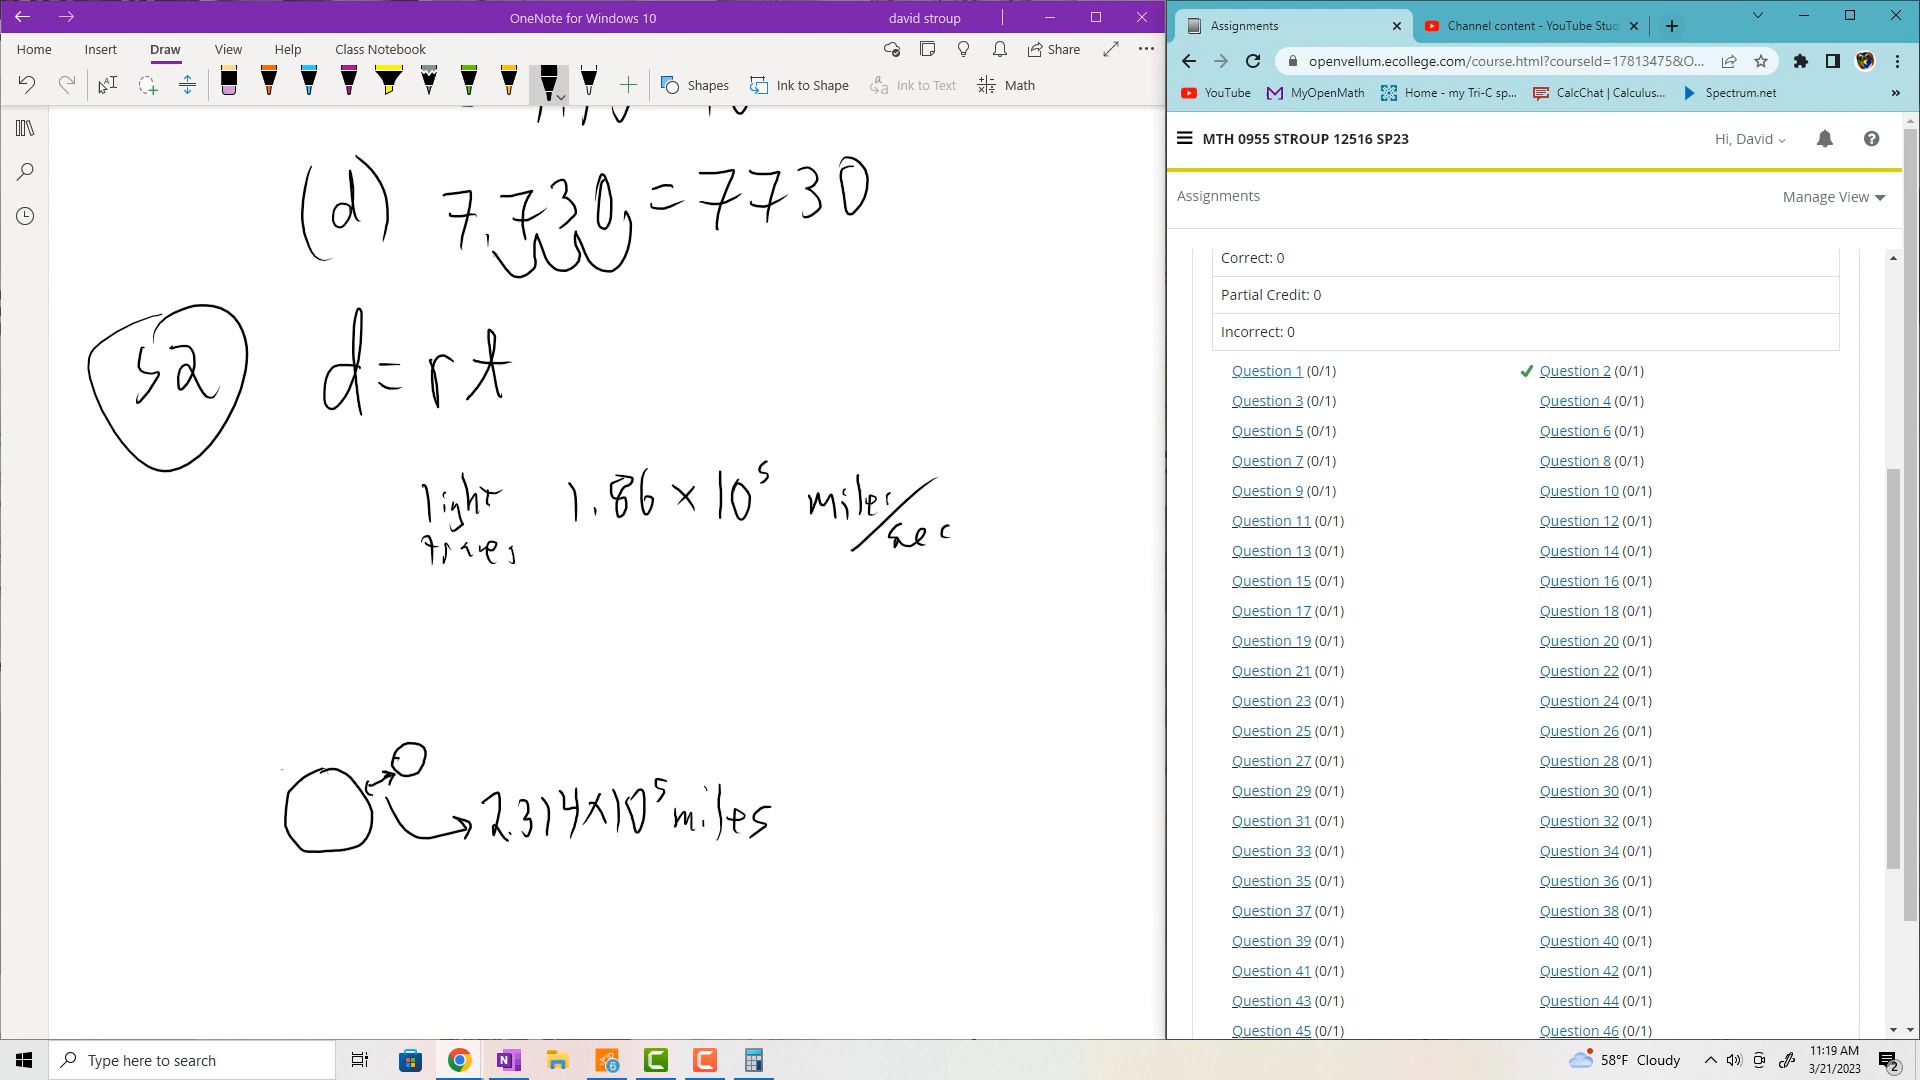 OneNote for Windows 10
david stroup
Home Insert Draw View Help Class Notebook
Share
Shapes
Ink to Shape
Ink to Text
Math
(d) 7.730 = 7730
52 d = rt
light 1.86 × 10^5 miles/sec
2.314×10^5 miles
Assignments
Channel content - YouTube Stud
openvellum.ecollege.com/course.html?courseId=17813475&O...
YouTube
MyOpenMath
Home - my Tri-C sp...
CalcChat | Calculus...
Spectrum.net
»
MTH 0955 STROUP 12516 SP23
Hi, David
Assignments
Manage View
Correct: 0
Partial Credit: 0
Incorrect: 0
Question 1 (0/1) Question 2 (0/1)
Question 3 (0/1) Question 4 (0/1)
Question 5 (0/1) Question 6 (0/1)
Question 7 (0/1) Question 8 (0/1)
Question 9 (0/1) Question 10 (0/1)
Question 11 (0/1) Question 12 (0/1)
Question 13 (0/1) Question 14 (0/1)
Question 15 (0/1) Question 16 (0/1)
Question 17 (0/1) Question 18 (0/1)
Question 19 (0/1) Question 20 (0/1)
Question 21 (0/1) Question 22 (0/1)
Question 23 (0/1) Question 24 (0/1)
Question 25 (0/1) Question 26 (0/1)
Question 27 (0/1) Question 28 (0/1)
Question 29 (0/1) Question 30 (0/1)
Question 31 (0/1) Question 32 (0/1)
Question 33 (0/1) Question 34 (0/1)
Question 35 (0/1) Question 36 (0/1)
Question 37 (0/1) Question 38 (0/1)
Question 39 (0/1) Question 40 (0/1)
Question 41 (0/1) Question 42 (0/1)
Question 43 (0/1) Question 44 (0/1)
Question 45 (0/1) Question 46 (0/1)
Type here to search
58°F Cloudy
11:19 AM
3/21/2023
2